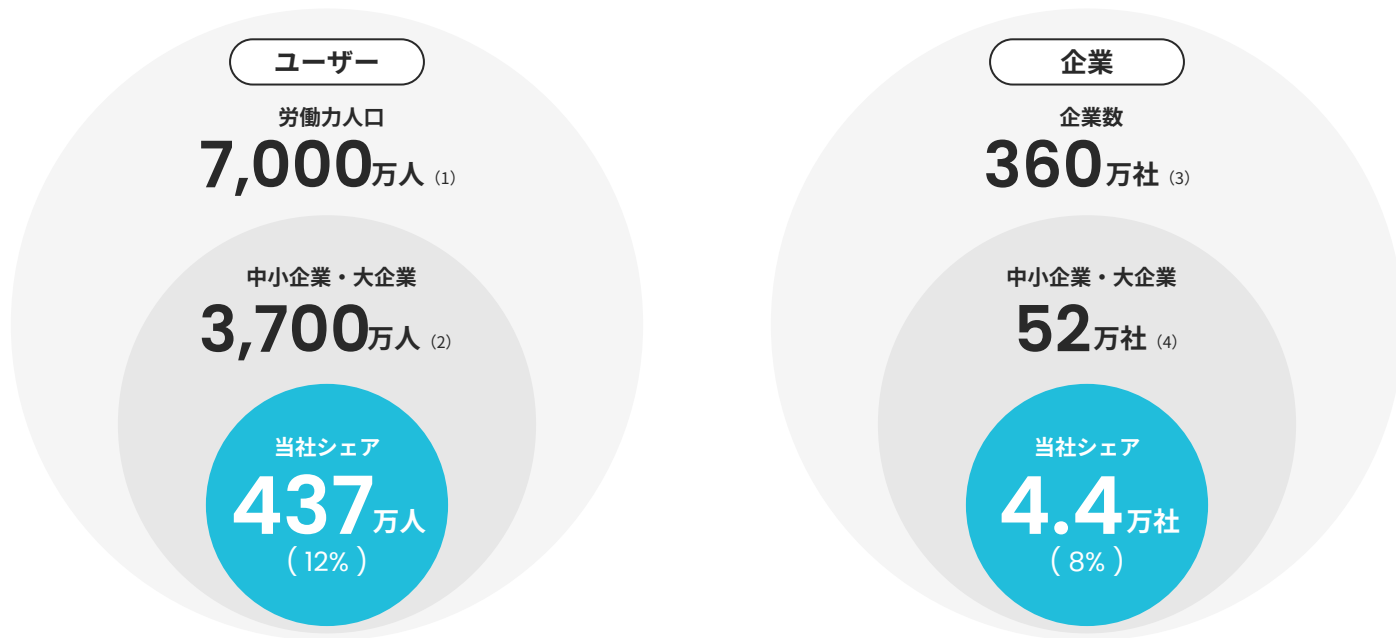 ユーザー
労働力人口
7,000万人（1）
中小企業・大企業
3,700万人（2）
当社シェア
437万人
（ 12% ）
企業
企業数
360万社（3）
中小企業・大企業
52万社（4）
当社シェア
4.4万社
（ 8% ）